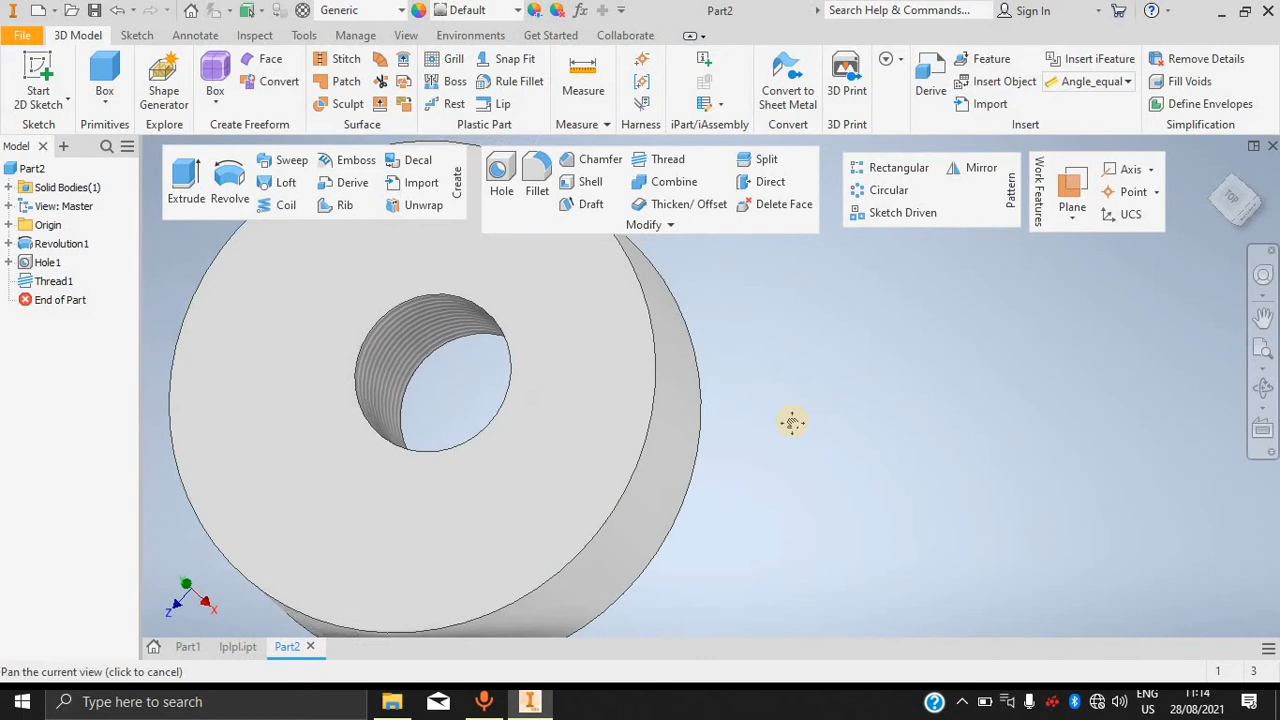 Generic
Default
fx
Part2
Search Help & Commands...
Sign In
File
3D Model
Sketch
Annotate
Inspect
Tools
Manage
View
Environments
Get Started
Collaborate
Start
2D Sketch
Sketch
Box
Primitives
Shape
Generator
Explore
Box
Face
Convert
Create Freeform
Stitch
Patch
Sculpt
Surface
Grill
Boss
Rest
Snap Fit
Rule Fillet
Lip
Plastic Part
Measure
Measure
Harness
iPart/iAssembly
Convert to
Sheet Metal
Convert
3D Print
3D Print
Derive
Feature
Insert Object
Import
Insert iFeature
Angle_equal
Insert
Remove Details
Fill Voids
Define Envelopes
Simplification
Model
Part2
Solid Bodies(1)
View: Master
Origin
Revolution1
Hole1
Thread1
End of Part
Extrude
Revolve
Sweep
Loft
Coil
Emboss
Derive
Rib
Decal
Import
Unwrap
Create
Hole
Fillet
Chamfer
Shell
Draft
Thread
Combine
Thicken/ Offset
Split
Direct
Delete Face
Modify
Rectangular
Mirror
Circular
Sketch Driven
Pattern
Work Features
Plane
Axis
Point
UCS
TOP
Z
X
Part1
lplpl.ipt
Part2
Pan the current view (click to cancel)
1
3
Type here to search
ENG
US
11:14
28/08/2021